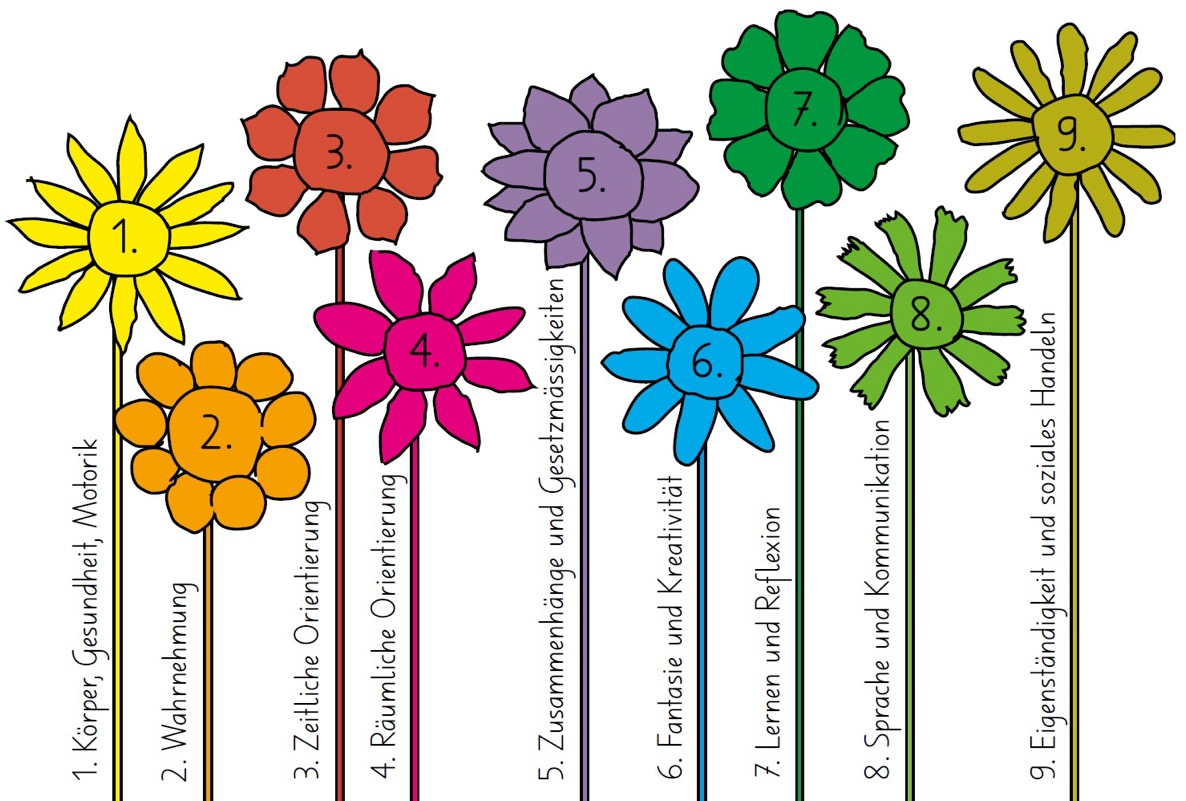 1.
2.
3.
4.
5.
6.
7.
8.
9.
1. Körper, Gesundheit, Motorik
2. Wahrnehmung
3. Zeitliche Orientierung
4. Räumliche Orientierung
5. Zusammenhänge und Gesetzmässigkeiten
6. Fantasie und Kreativität
7. Lernen und Reflexion
8. Sprache und Kommunikation
9. Eigenständigkeit und soziales Handeln